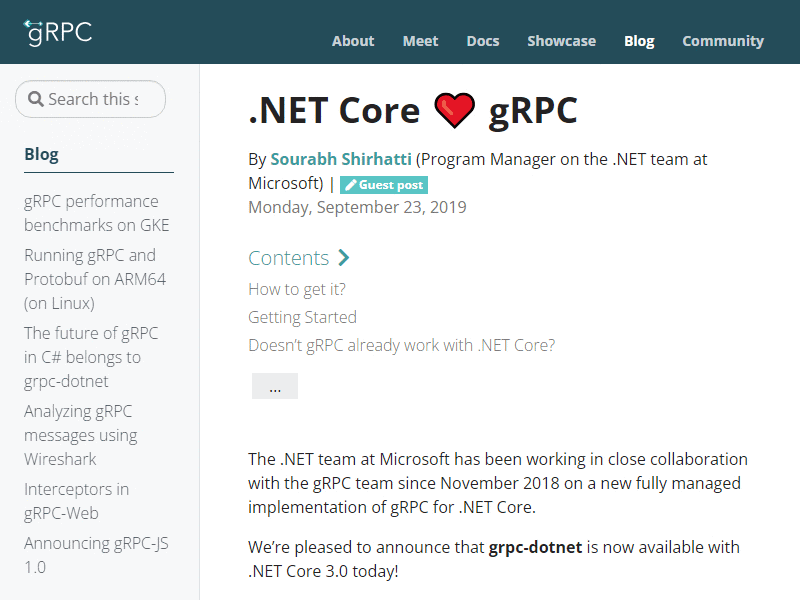 gRPC
About Meet Docs Showcase Blog Community
Search this s
Blog
gRPC performance
benchmarks on GKE
Running gRPC and
Protobuf on ARM64
(on Linux)
The future of gRPC
in C# belongs to
grpc-dotnet
Analyzing gRPC
messages using
Wireshark
Interceptors in
gRPC-Web
Announcing gRPC-JS
1.0
.NET Core ❤ gRPC
By Sourabh Shirhatti (Program Manager on the .NET team at
Microsoft) | Guest post
Monday, September 23, 2019
Contents
How to get it?
Getting Started
Doesn’t gRPC already work with .NET Core?
...
The .NET team at Microsoft has been working in close collaboration
with the gRPC team since November 2018 on a new fully managed
implementation of gRPC for .NET Core.
We’re pleased to announce that grpc-dotnet is now available with
.NET Core 3.0 today!